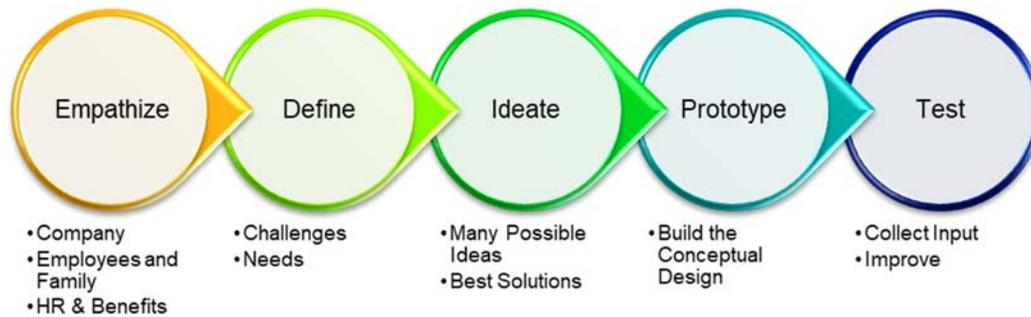 Empathize
Define
Ideate
Prototype
Test
•Company
•Employees and
Family
•HR & Benefits
•Challenges
•Needs
•Many Possible
Ideas
•Best Solutions
•Build the
Conceptual
Design
•Collect Input
•Improve